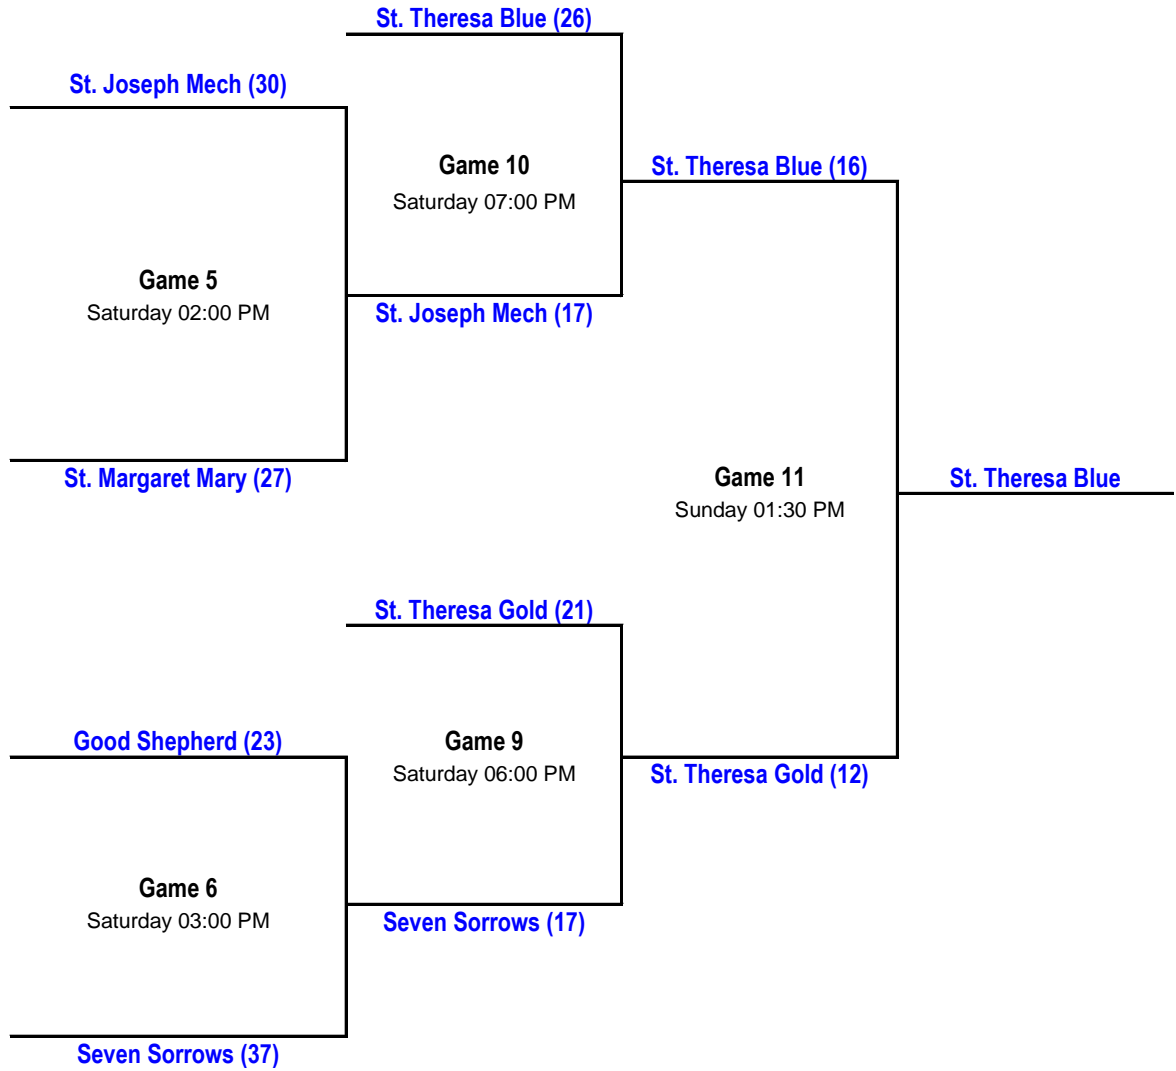 St. Theresa Blue (26)
St. Joseph Mech (30)
Game 10
Saturday 07:00 PM
St. Theresa Blue (16)
Game 5
Saturday 02:00 PM
St. Joseph Mech (17)
St. Margaret Mary (27)
Game 11
Sunday 01:30 PM
St. Theresa Blue
St. Theresa Gold (21)
Good Shepherd (23)
Game 9
Saturday 06:00 PM
St. Theresa Gold (12)
Game 6
Saturday 03:00 PM
Seven Sorrows (17)
Seven Sorrows (37)